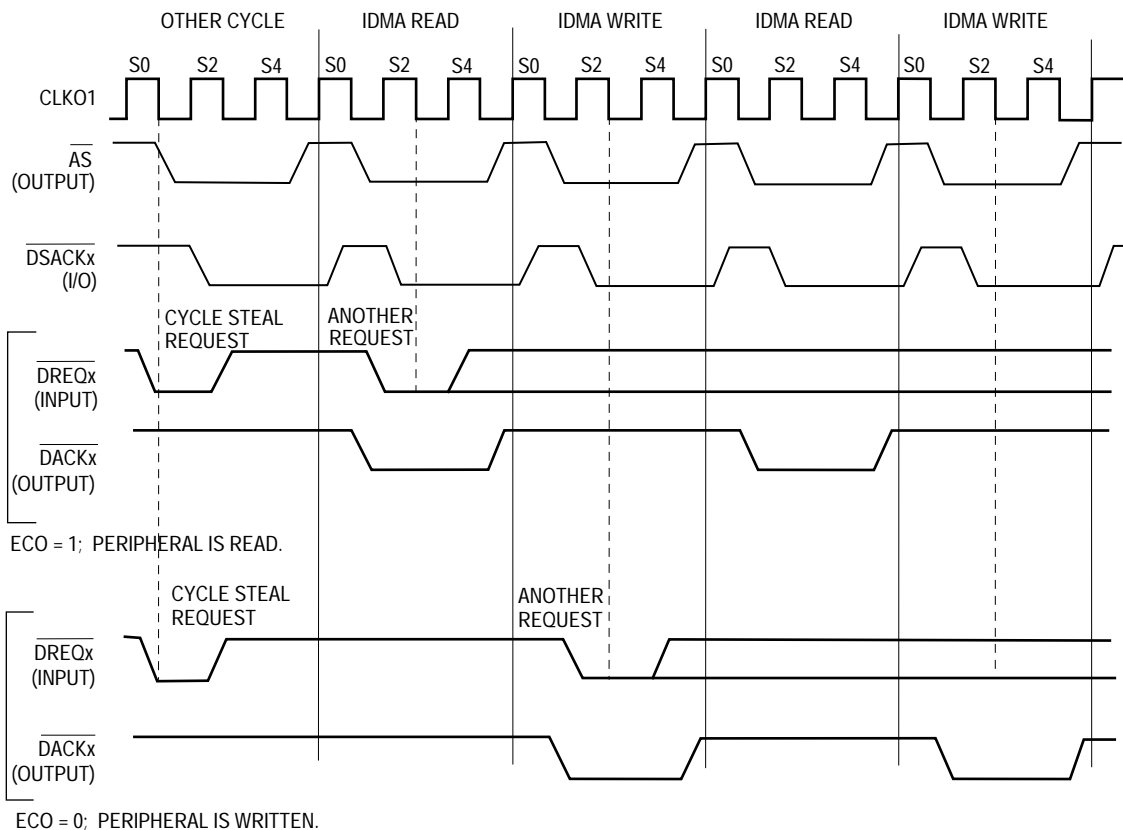 OTHER CYCLE IDMA READ IDMA WRITE IDMA READ IDMA WRITE
S0 S2 S4 S0 S2 S4 S0 S2 S4 S0 S2 S4 S0 S2 S4
CLKO1
AS
(OUTPUT)
DSACKx
(I/O)
CYCLE STEAL
REQUEST
ANOTHER
REQUEST
DREQx
(INPUT)
DACKx
(OUTPUT)
ECO = 1; PERIPHERAL IS READ.
CYCLE STEAL
REQUEST
ANOTHER
REQUEST
DREQx
(INPUT)
DACKx
(OUTPUT)
ECO = 0; PERIPHERAL IS WRITTEN.